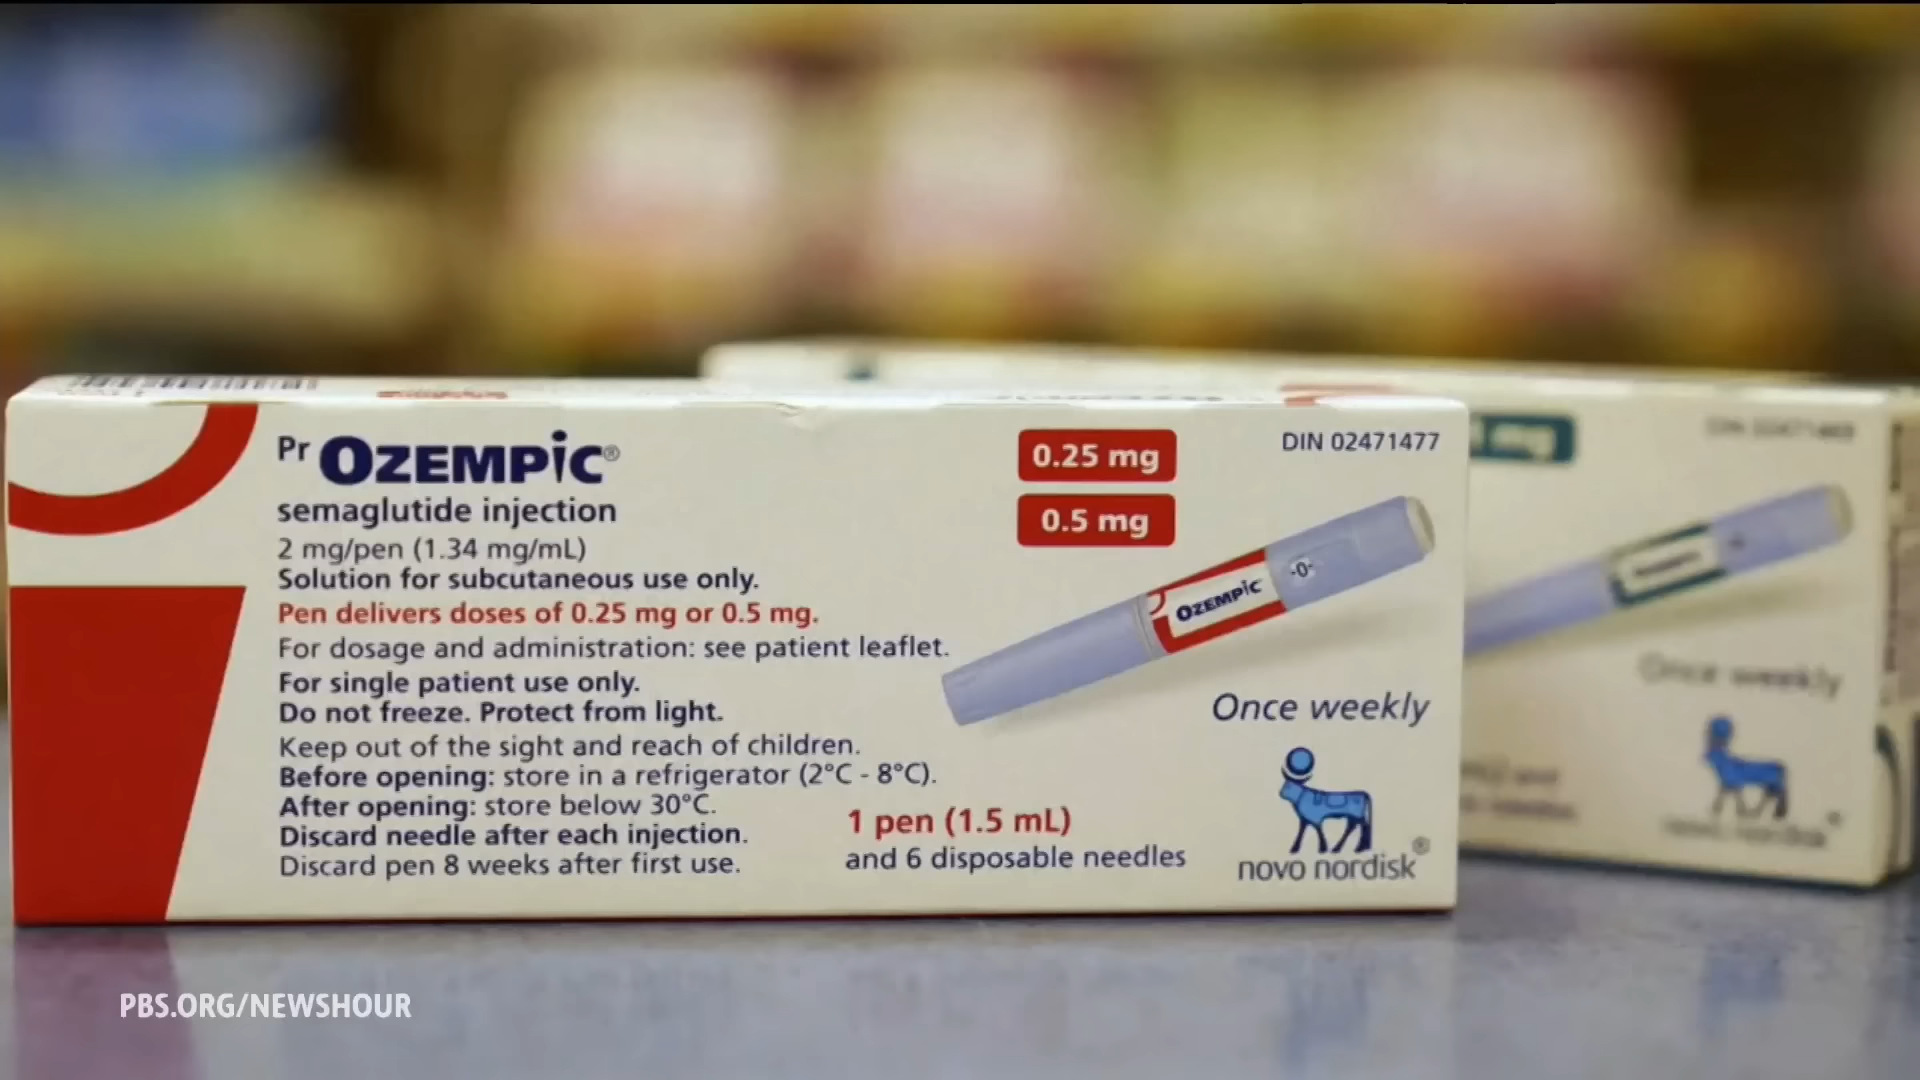 Pr OZEMPIC®
semaglutide injection
2 mg/pen (1.34 mg/mL)
Solution for subcutaneous use only.
Pen delivers doses of 0.25 mg or 0.5 mg.
For dosage and administration: see patient leaflet.
For single patient use only.
Do not freeze. Protect from light.
Keep out of the sight and reach of children.
Before opening: store in a refrigerator (2°C - 8°C).
After opening: store below 30°C.
Discard needle after each injection.
Discard pen 8 weeks after first use.
0.25 mg
0.5 mg
DIN 02471477
OZEMPIC
-0-
Once weekly
1 pen (1.5 mL)
and 6 disposable needles
novo nordisk®
mg
Once weekly
novo nordisk
PBS.ORG/NEWSHOUR